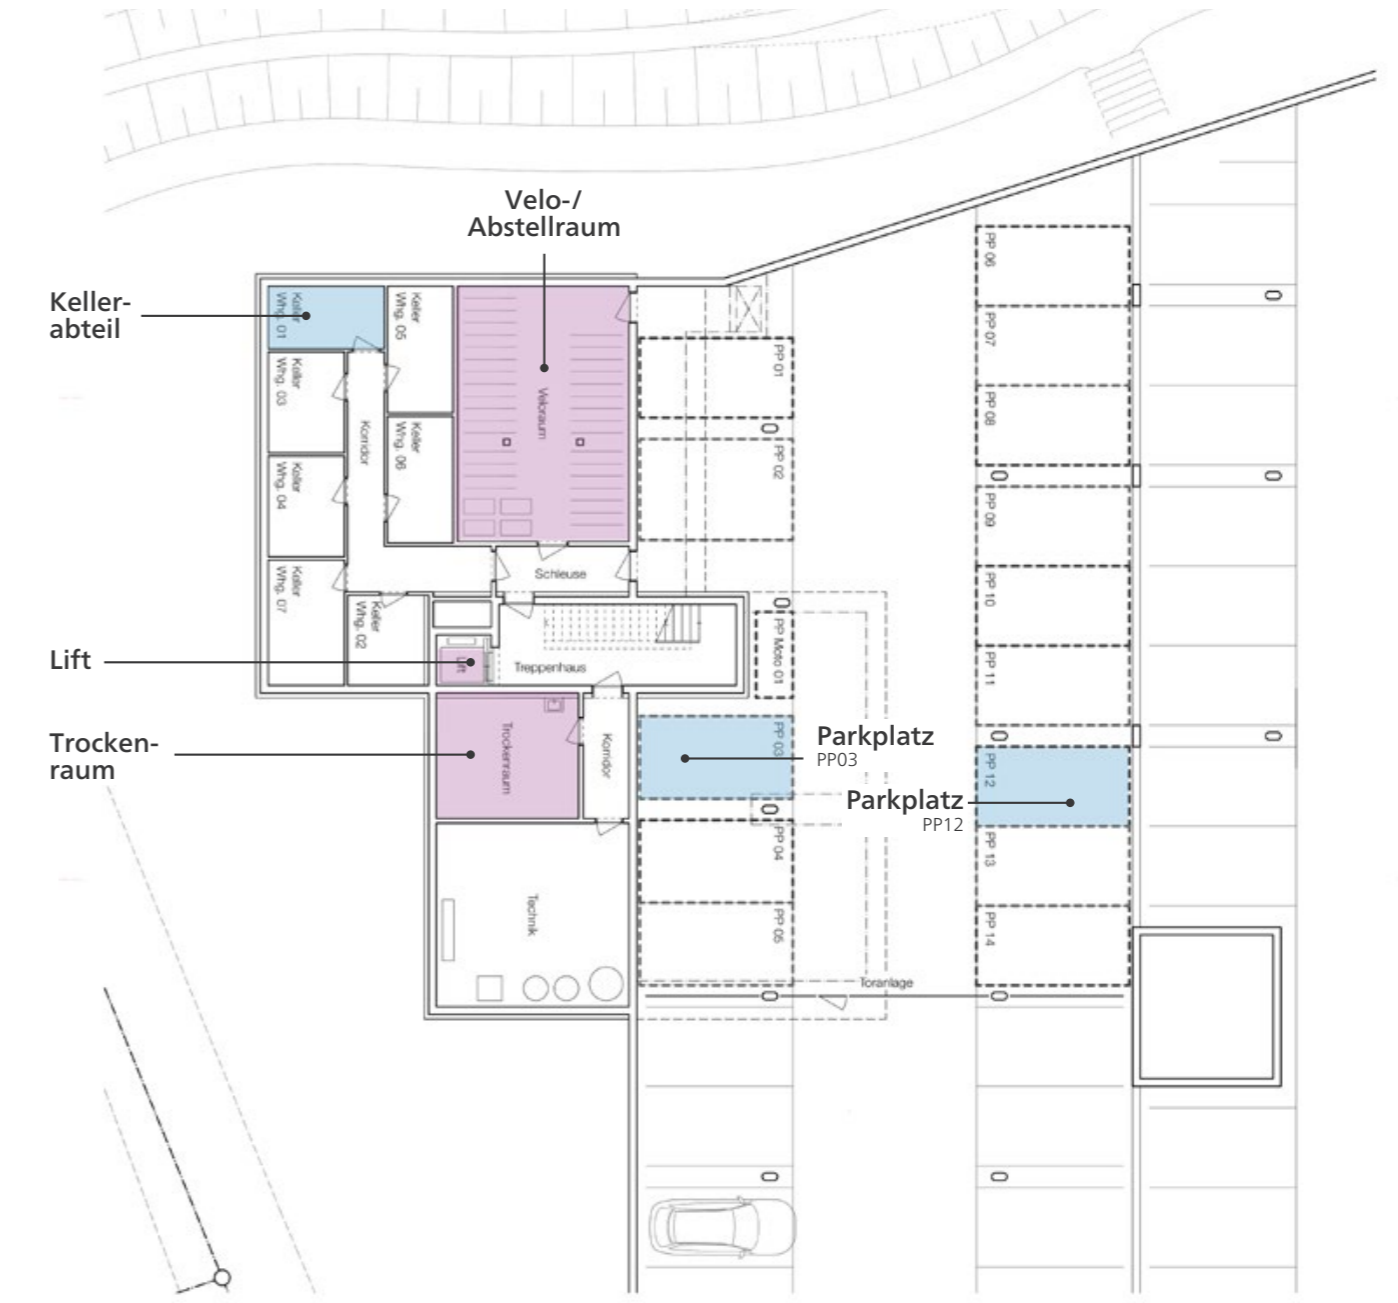 Velo-/
Abstellraum
Keller-
abteil
Keller
Whg. 01
Keller
Whg. 05
Keller
Whg. 03
Korridor
Keller
Whg. 06
Veloraum
Keller
Whg. 04
Keller
Whg. 07
Keller
Whg. 02
Schleuse
Lift
Lift
Treppenhaus
Trocken-
raum
Trockenraum
Korridor
Technik
PP 01
PP 02
PP Moto 01
PP 03
Parkplatz
PP03
Parkplatz
PP12
PP 04
PP 05
PP 06
PP 07
PP 08
PP 09
PP 10
PP 11
PP 12
PP 13
PP 14
Toranlage